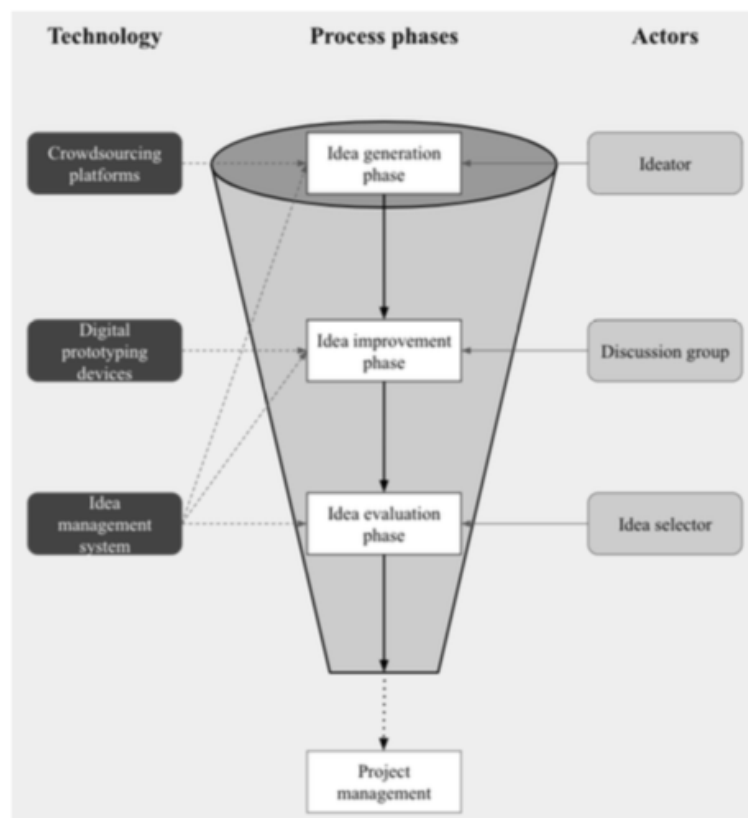 Technology
Process phases
Actors
Crowdsourcing
platforms
Idea generation
phase
Ideator
Digital
prototyping
devices
Idea improvement
phase
Discussion group
Idea
management
system
Idea evaluation
phase
Idea selector
Project
management